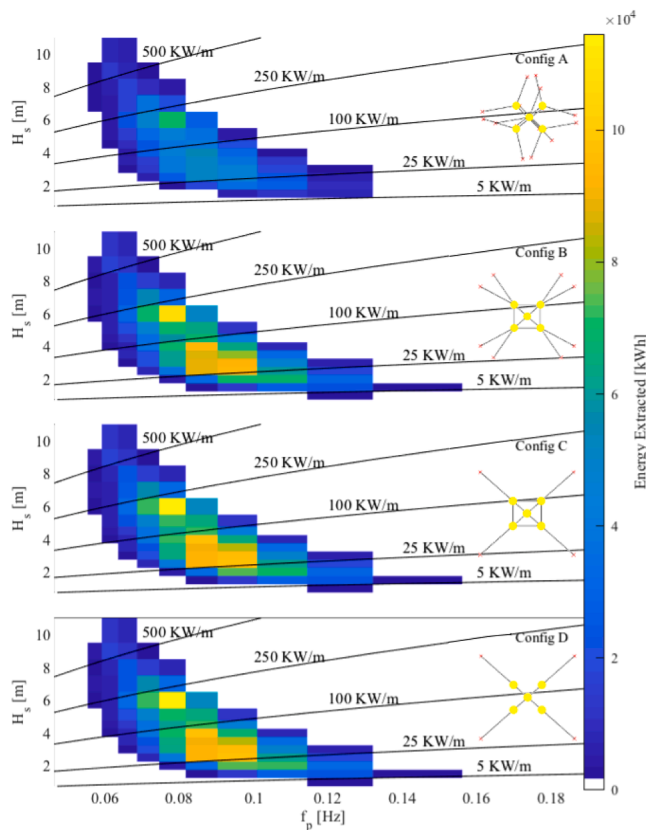 ×10⁴
10
8
6
4
2
H_s [m]
500 KW/m
250 KW/m
100 KW/m
25 KW/m
5 KW/m
Config A
10
8
6
4
2
H_s [m]
500 KW/m
250 KW/m
100 KW/m
25 KW/m
5 KW/m
Config B
10
8
6
4
2
H_s [m]
500 KW/m
250 KW/m
100 KW/m
25 KW/m
5 KW/m
Config C
10
8
6
4
2
H_s [m]
500 KW/m
250 KW/m
100 KW/m
25 KW/m
5 KW/m
Config D
0.06 0.08 0.1 0.12 0.14 0.16 0.18
f_p [Hz]
10
8
6
4
2
0
Energy Extracted [kWh]